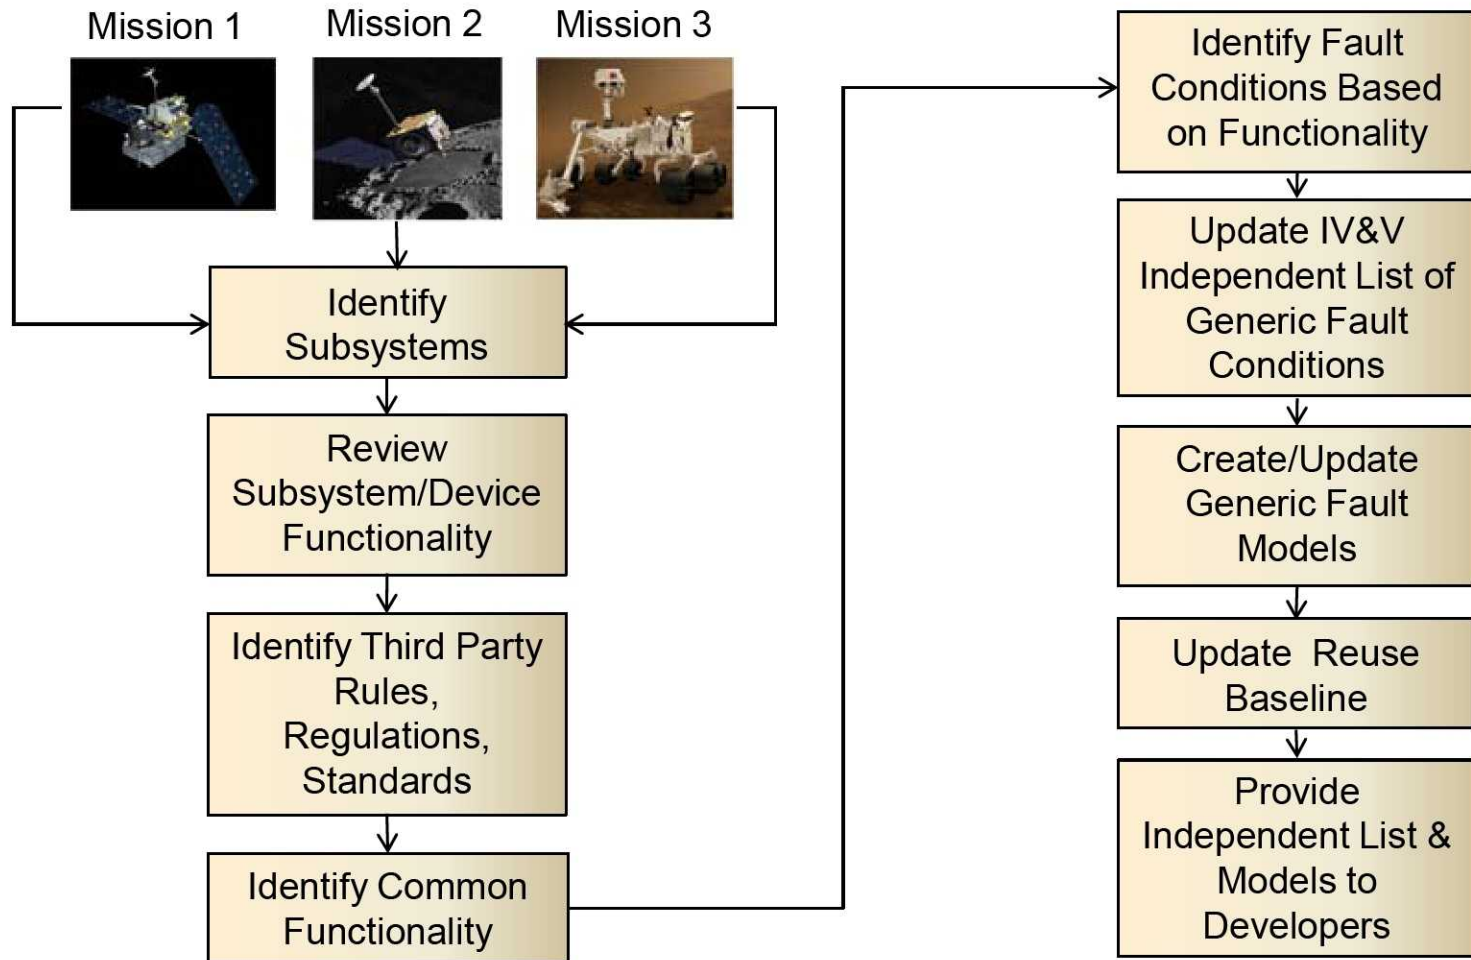 Mission 1
Mission 2
Mission 3
Identify
Subsystems
Review
Subsystem/Device
Functionality
Identify Third Party
Rules,
Regulations,
Standards
Identify Common
Functionality
Identify Fault
Conditions Based
on Functionality
Update IV&V
Independent List of
Generic Fault
Conditions
Create/Update
Generic Fault
Models
Update  Reuse
Baseline
Provide
Independent List &
Models to
Developers